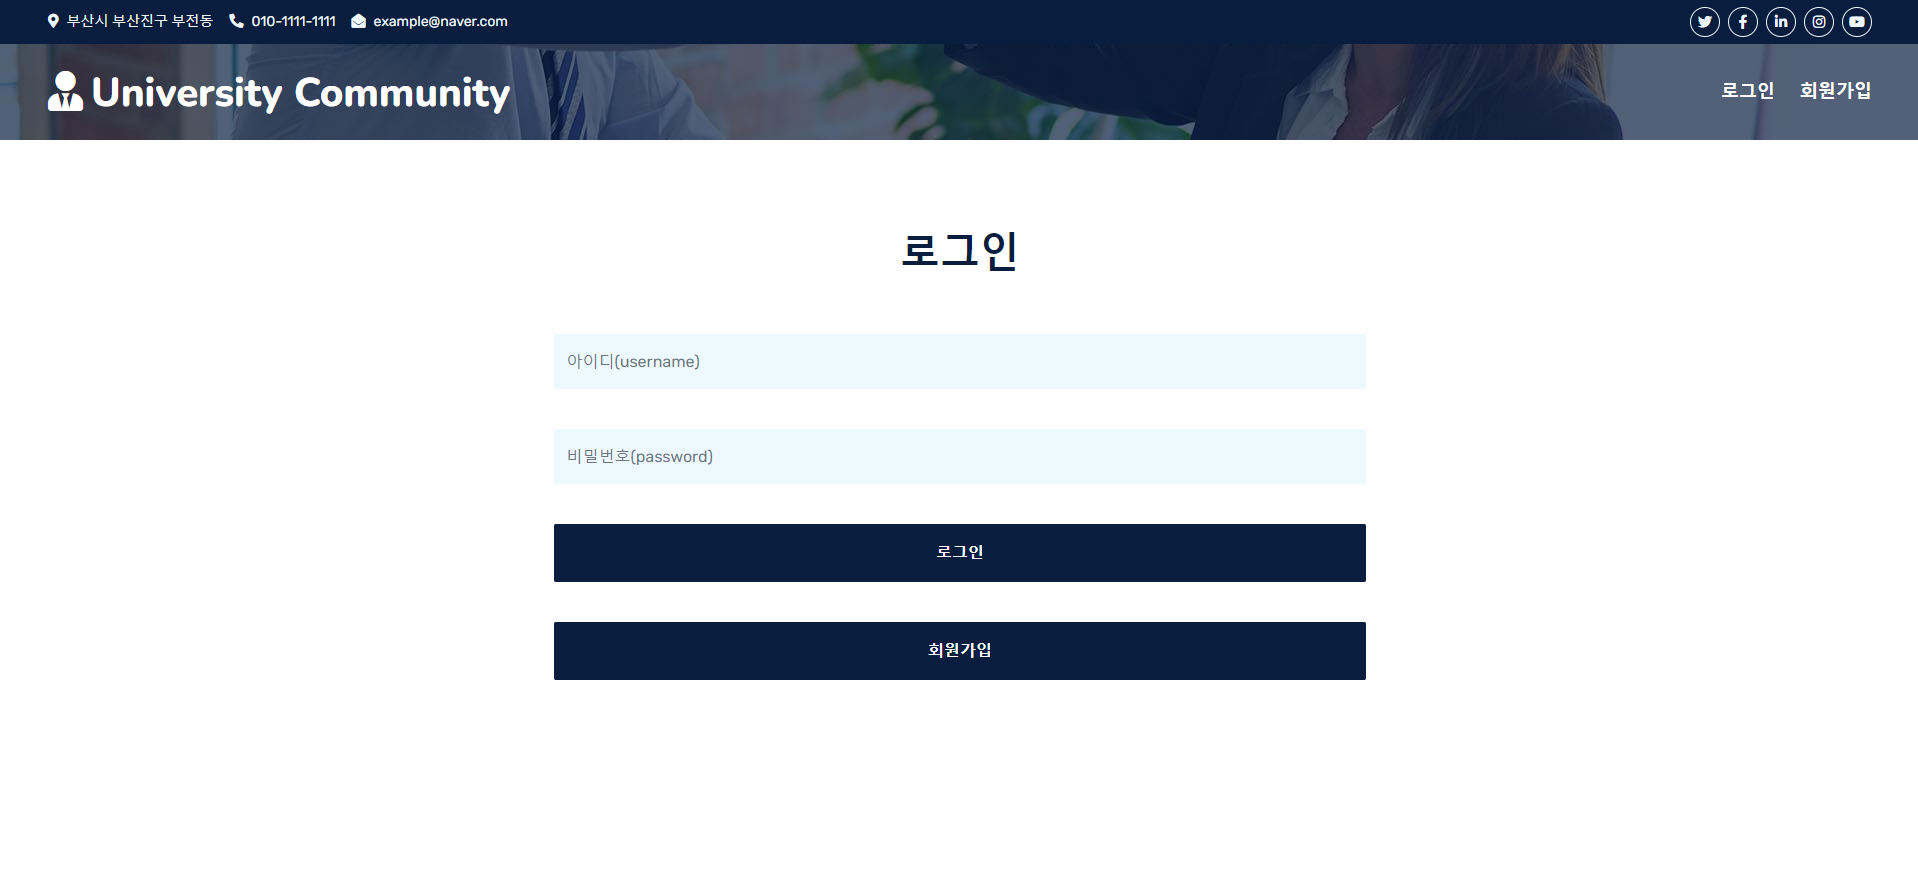 부산시 부산진구 부전동 010-1111-1111 example@naver.com
University Community 로그인 회원가입
로그인
아이디(username)
비밀번호(password)
로그인
회원가입